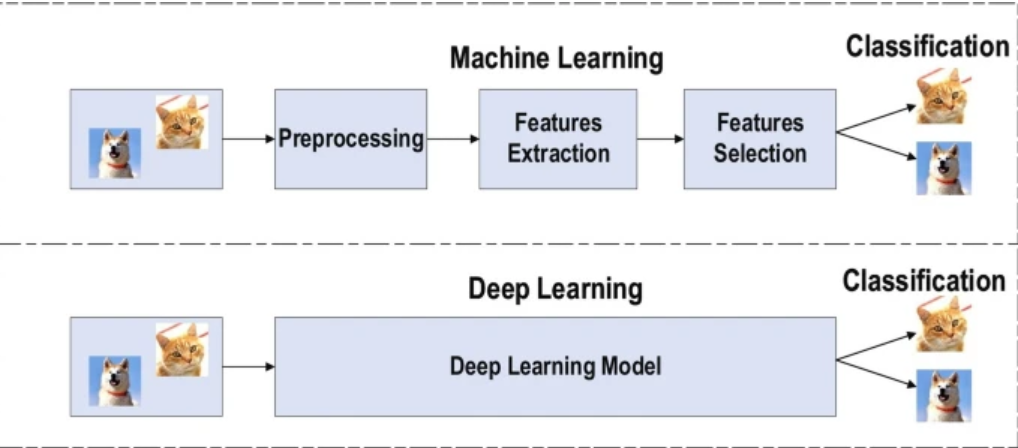 Machine Learning
Classification
Preprocessing
Features
Extraction
Features
Selection
Deep Learning
Classification
Deep Learning Model